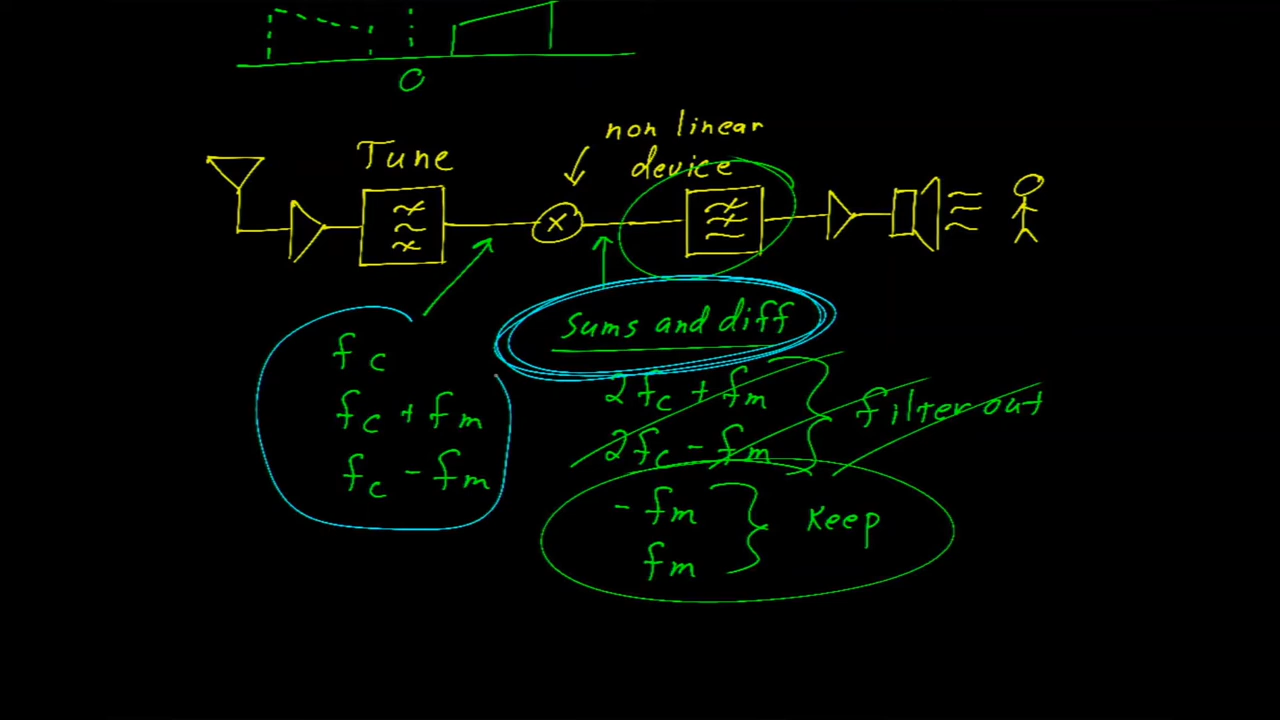 0
non linear
Tune
device
sums and diff
fc
2fc + fm
fc + fm
filter out
2fc - fm
fc - fm
- fm
Keep
fm